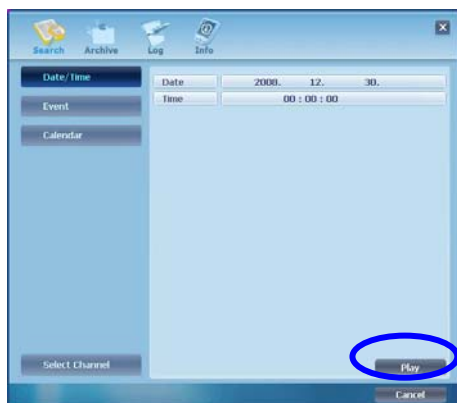 Search Archive Log Info
Date/Time
Event
Calendar
Select Channel
Date 2008. 12. 30.
Time 00 : 00 : 00
Play
Cancel